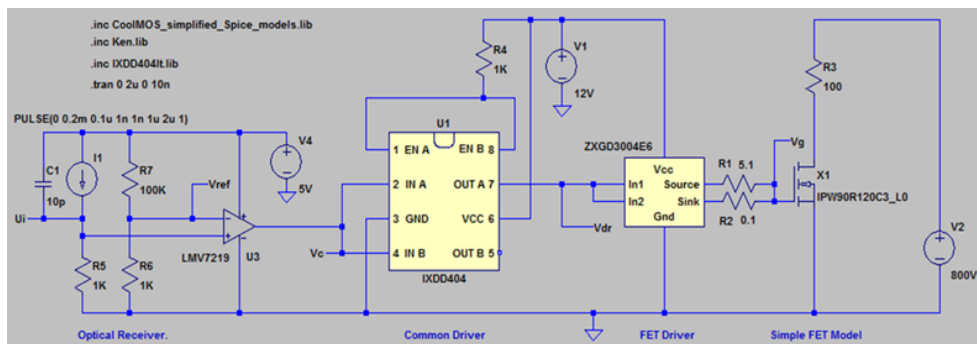 .inc CoolMOS_simplified_Spice_models.lib
.inc Ken.lib
.inc IXDD404lt.lib
.tran 0 2u 0 10n
PULSE(0 0.2m 0.1u 1n 1n 1u 2u 1)
C1
10p
I1
R7
100K
V4
5V
Ui
Vref
R5
1K
R6
1K
LMV7219
U3
Vc
R4
1K
V1
12V
U1
1 EN A
EN B 8
2 IN A
OUT A 7
3 GND
VCC 6
4 IN B
OUT B 5
IXDD404
Vdr
ZXGD3004E6
Vcc
In1
Source
In2
Sink
Gnd
R1
5.1
R2
0.1
Vg
R3
100
X1
IPW90R120C3_L0
V2
800V
Optical Receiver.
Common Driver
FET Driver
Simple FET Model